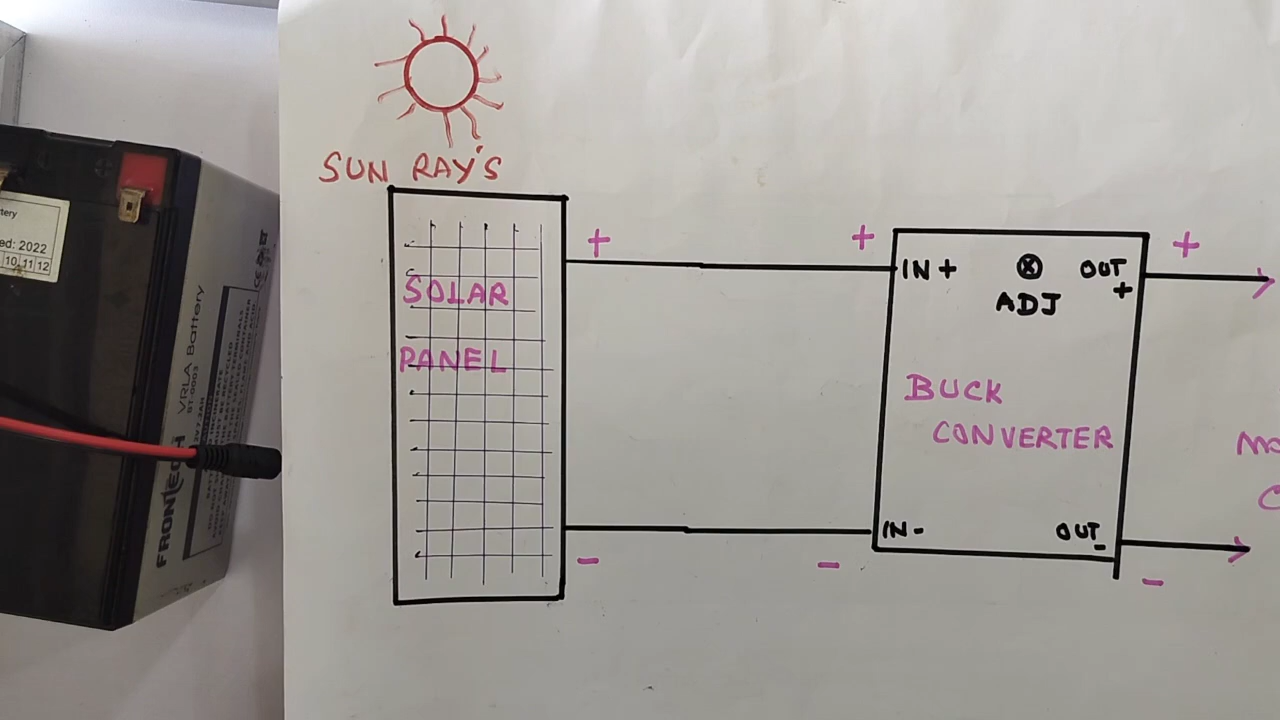 SUN RAY'S
SOLAR
PANEL
+
-
+
-
IN +
ADJ
OUT
+
BUCK
CONVERTER
IN -
OUT
-
+
-
tery
ed: 2022
10 11 12
FRONTECH
VRLA Battery